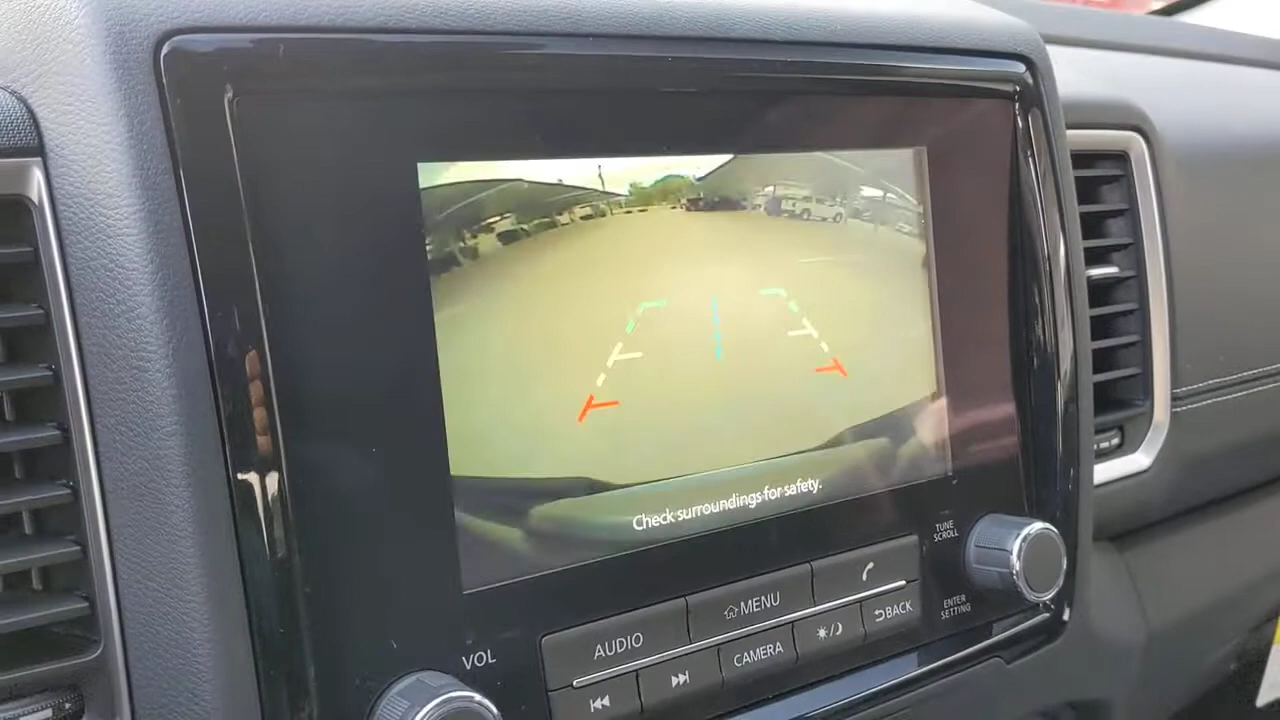 Check surroundings for safety.
TUNE
SCROLL
MENU
AUDIO
ENTER
SETTING
BACK
CAMERA
VOL